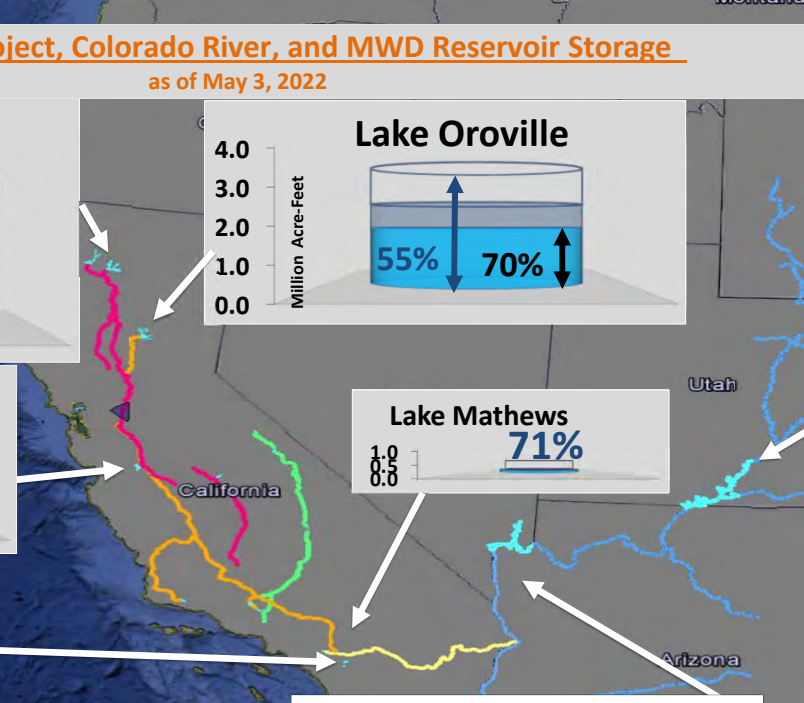 oject, Colorado River, and MWD Reservoir Storage
as of May 3, 2022
Lake Oroville
4.0
3.0
2.0
1.0
0.0
Million Acre-Feet
55%
70%
Utah
Lake Mathews
71%
1.0
0.5
0.0
California
Arizona